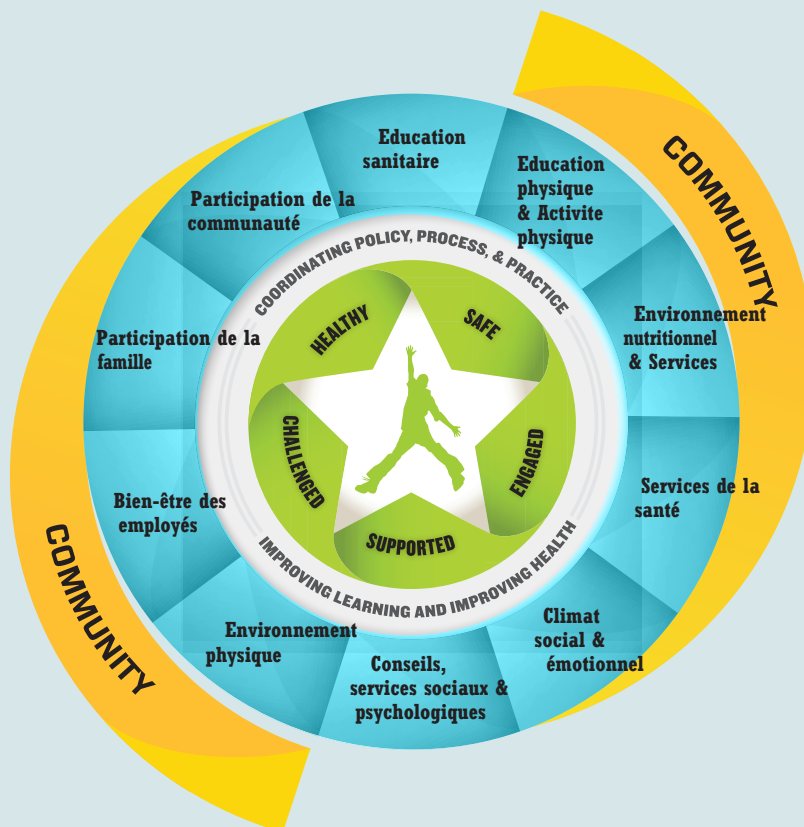 COMMUNITY
Education
sanitaire
Education
physique
& Activite
physique
Environnement
nutritionnel
& Services
Services de la
santé
Climat
social &
émotionnel
Conseils,
services sociaux &
psychologiques
Environnement
physique
Bien-être des
employés
Participation de la
famille
Participation de la
communauté
COMMUNITY
COORDINATING POLICY, PROCESS, & PRACTICE
IMPROVING LEARNING AND IMPROVING HEALTH
HEALTHY
SAFE
ENGAGED
SUPPORTED
CHALLENGED